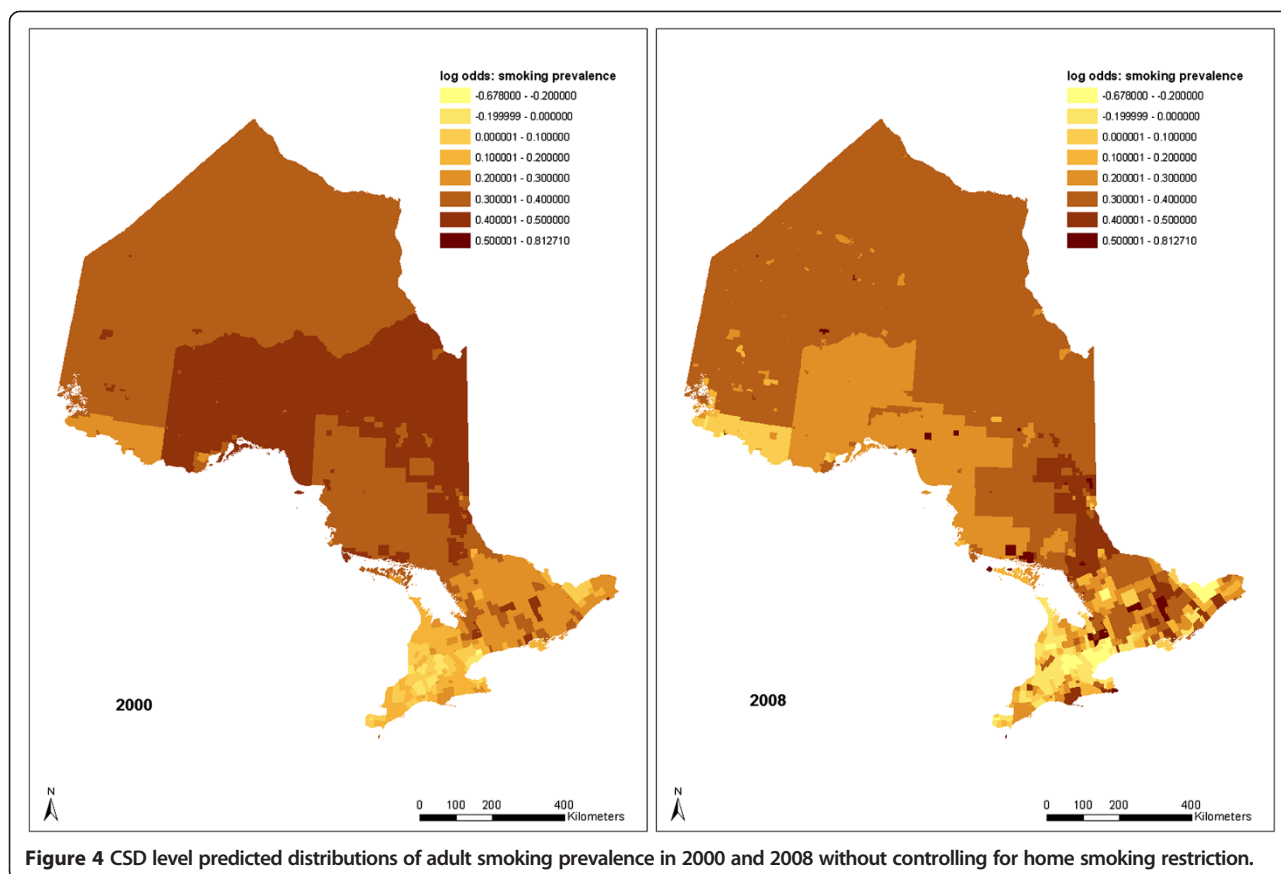 log odds: smoking prevalence
-0.678000 - -0.200000
-0.199999 - 0.000000
0.000001 - 0.100000
0.100001 - 0.200000
0.200001 - 0.300000
0.300001 - 0.400000
0.400001 - 0.500000
0.500001 - 0.812710
2000
N
0 100 200 400
Kilometers
log odds: smoking prevalence
-0.678000 - -0.200000
-0.199999 - 0.000000
0.000001 - 0.100000
0.100001 - 0.200000
0.200001 - 0.300000
0.300001 - 0.400000
0.400001 - 0.500000
0.500001 - 0.812710
2008
N
0 100 200 400
Kilometers
Figure 4 CSD level predicted distributions of adult smoking prevalence in 2000 and 2008 without controlling for home smoking restriction.